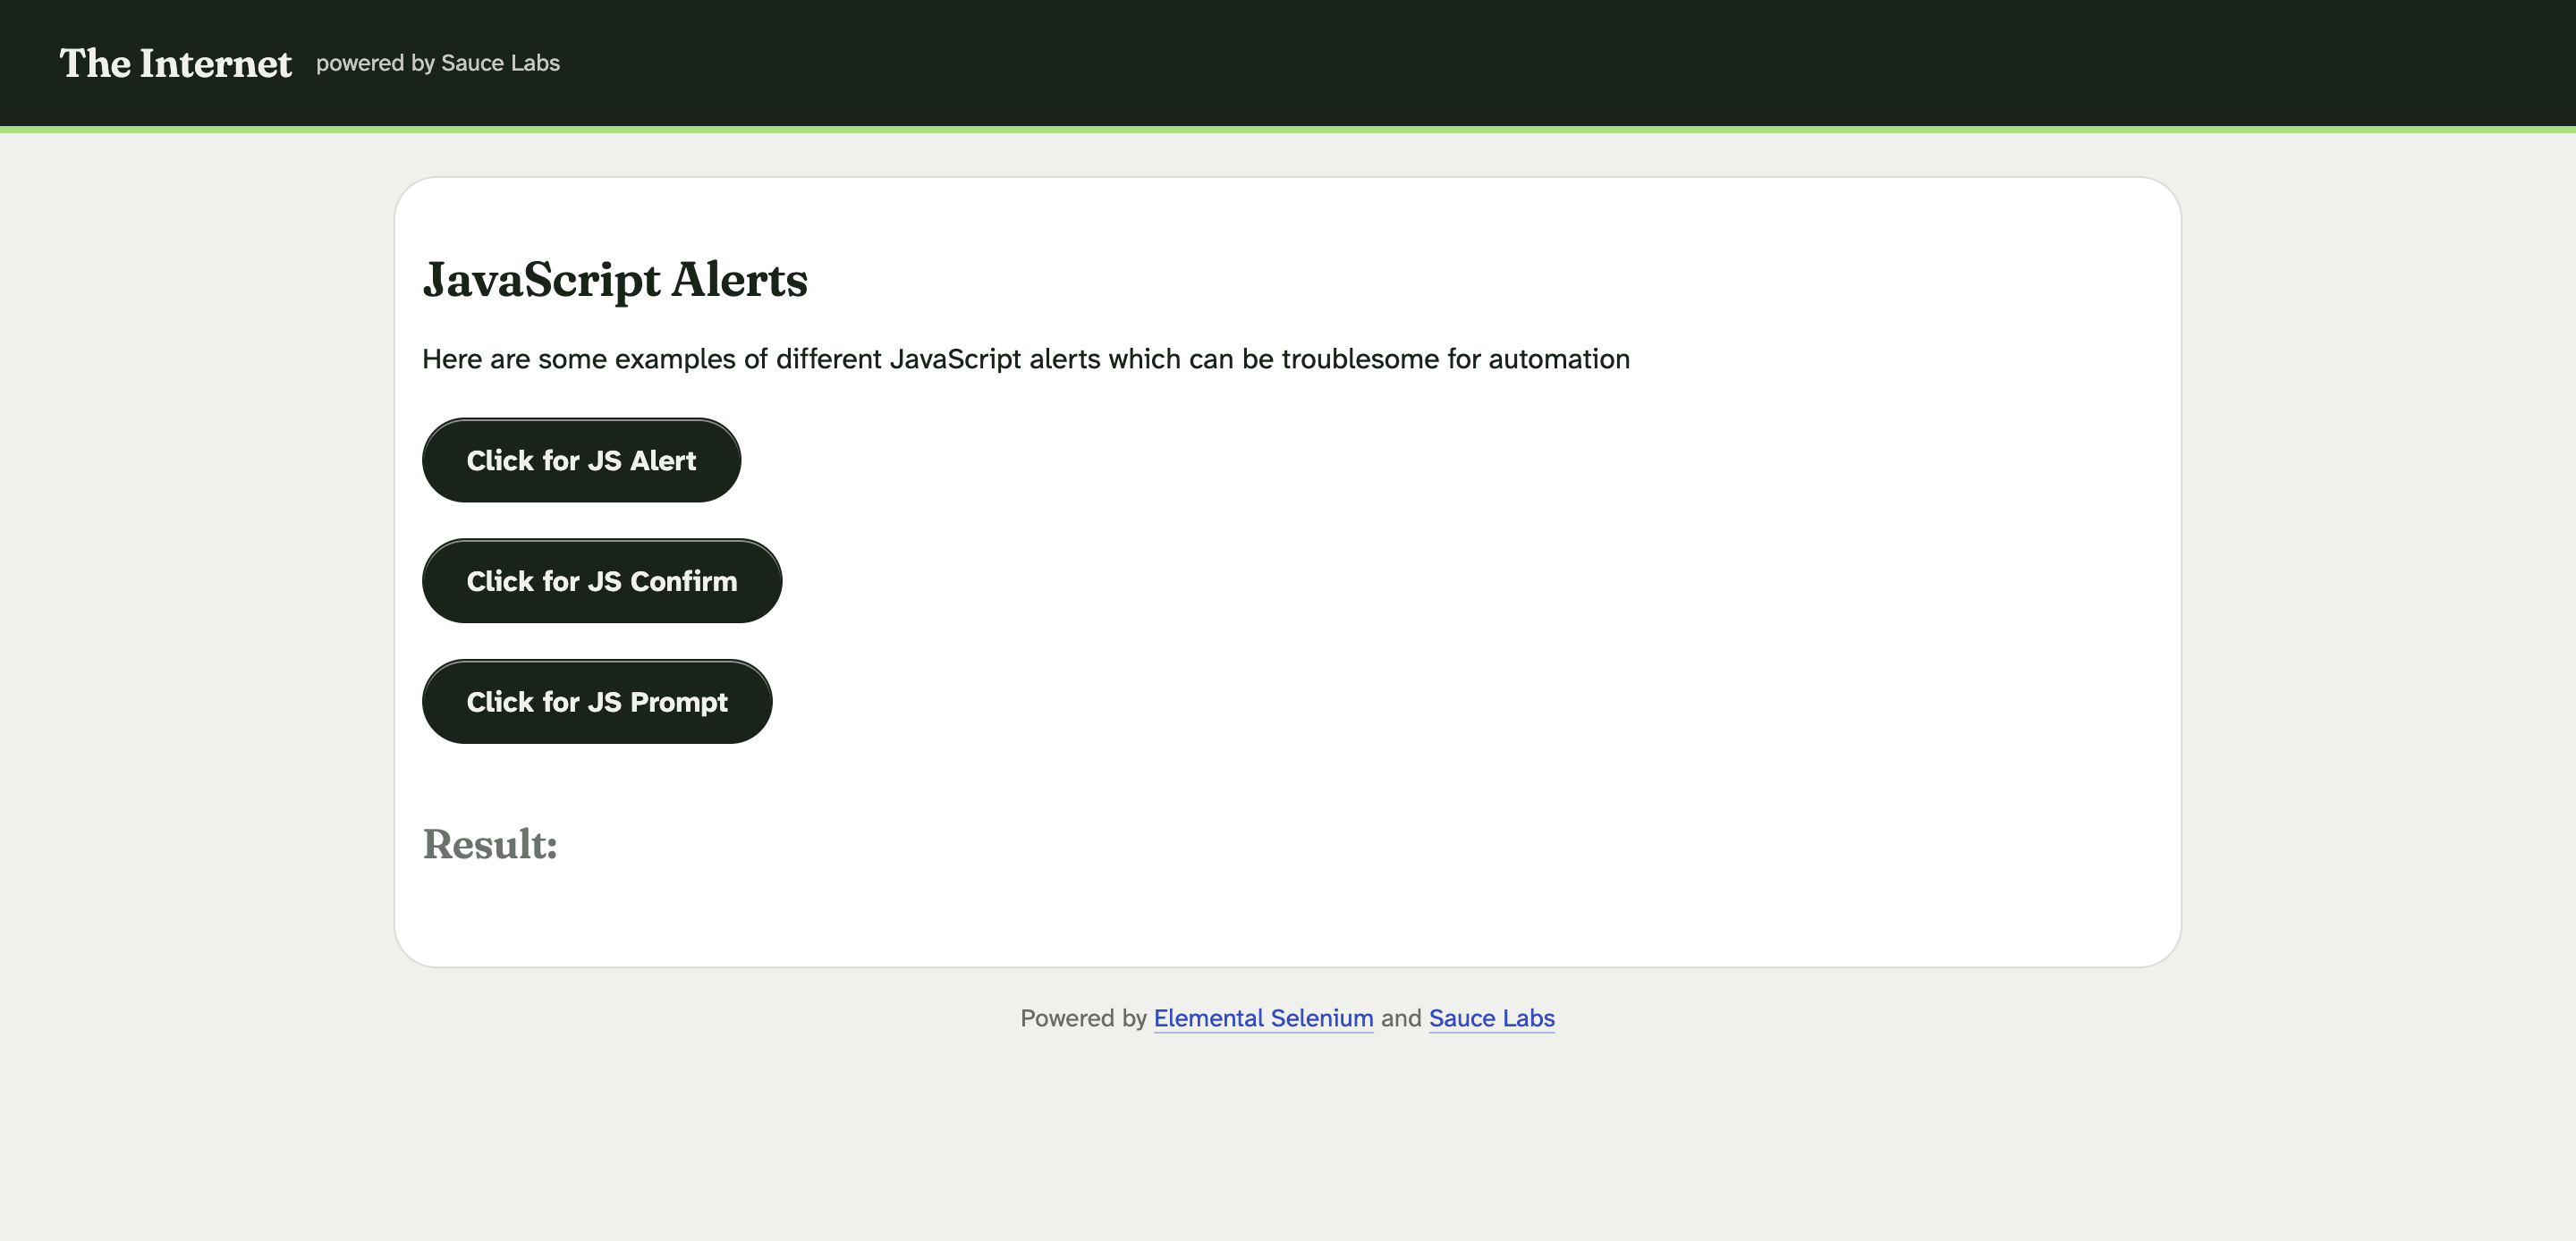 The Internet powered by Sauce Labs
JavaScript Alerts
Here are some examples of different JavaScript alerts which can be troublesome for automation
Click for JS Alert
Click for JS Confirm
Click for JS Prompt
Result:
Powered by Elemental Selenium and Sauce Labs